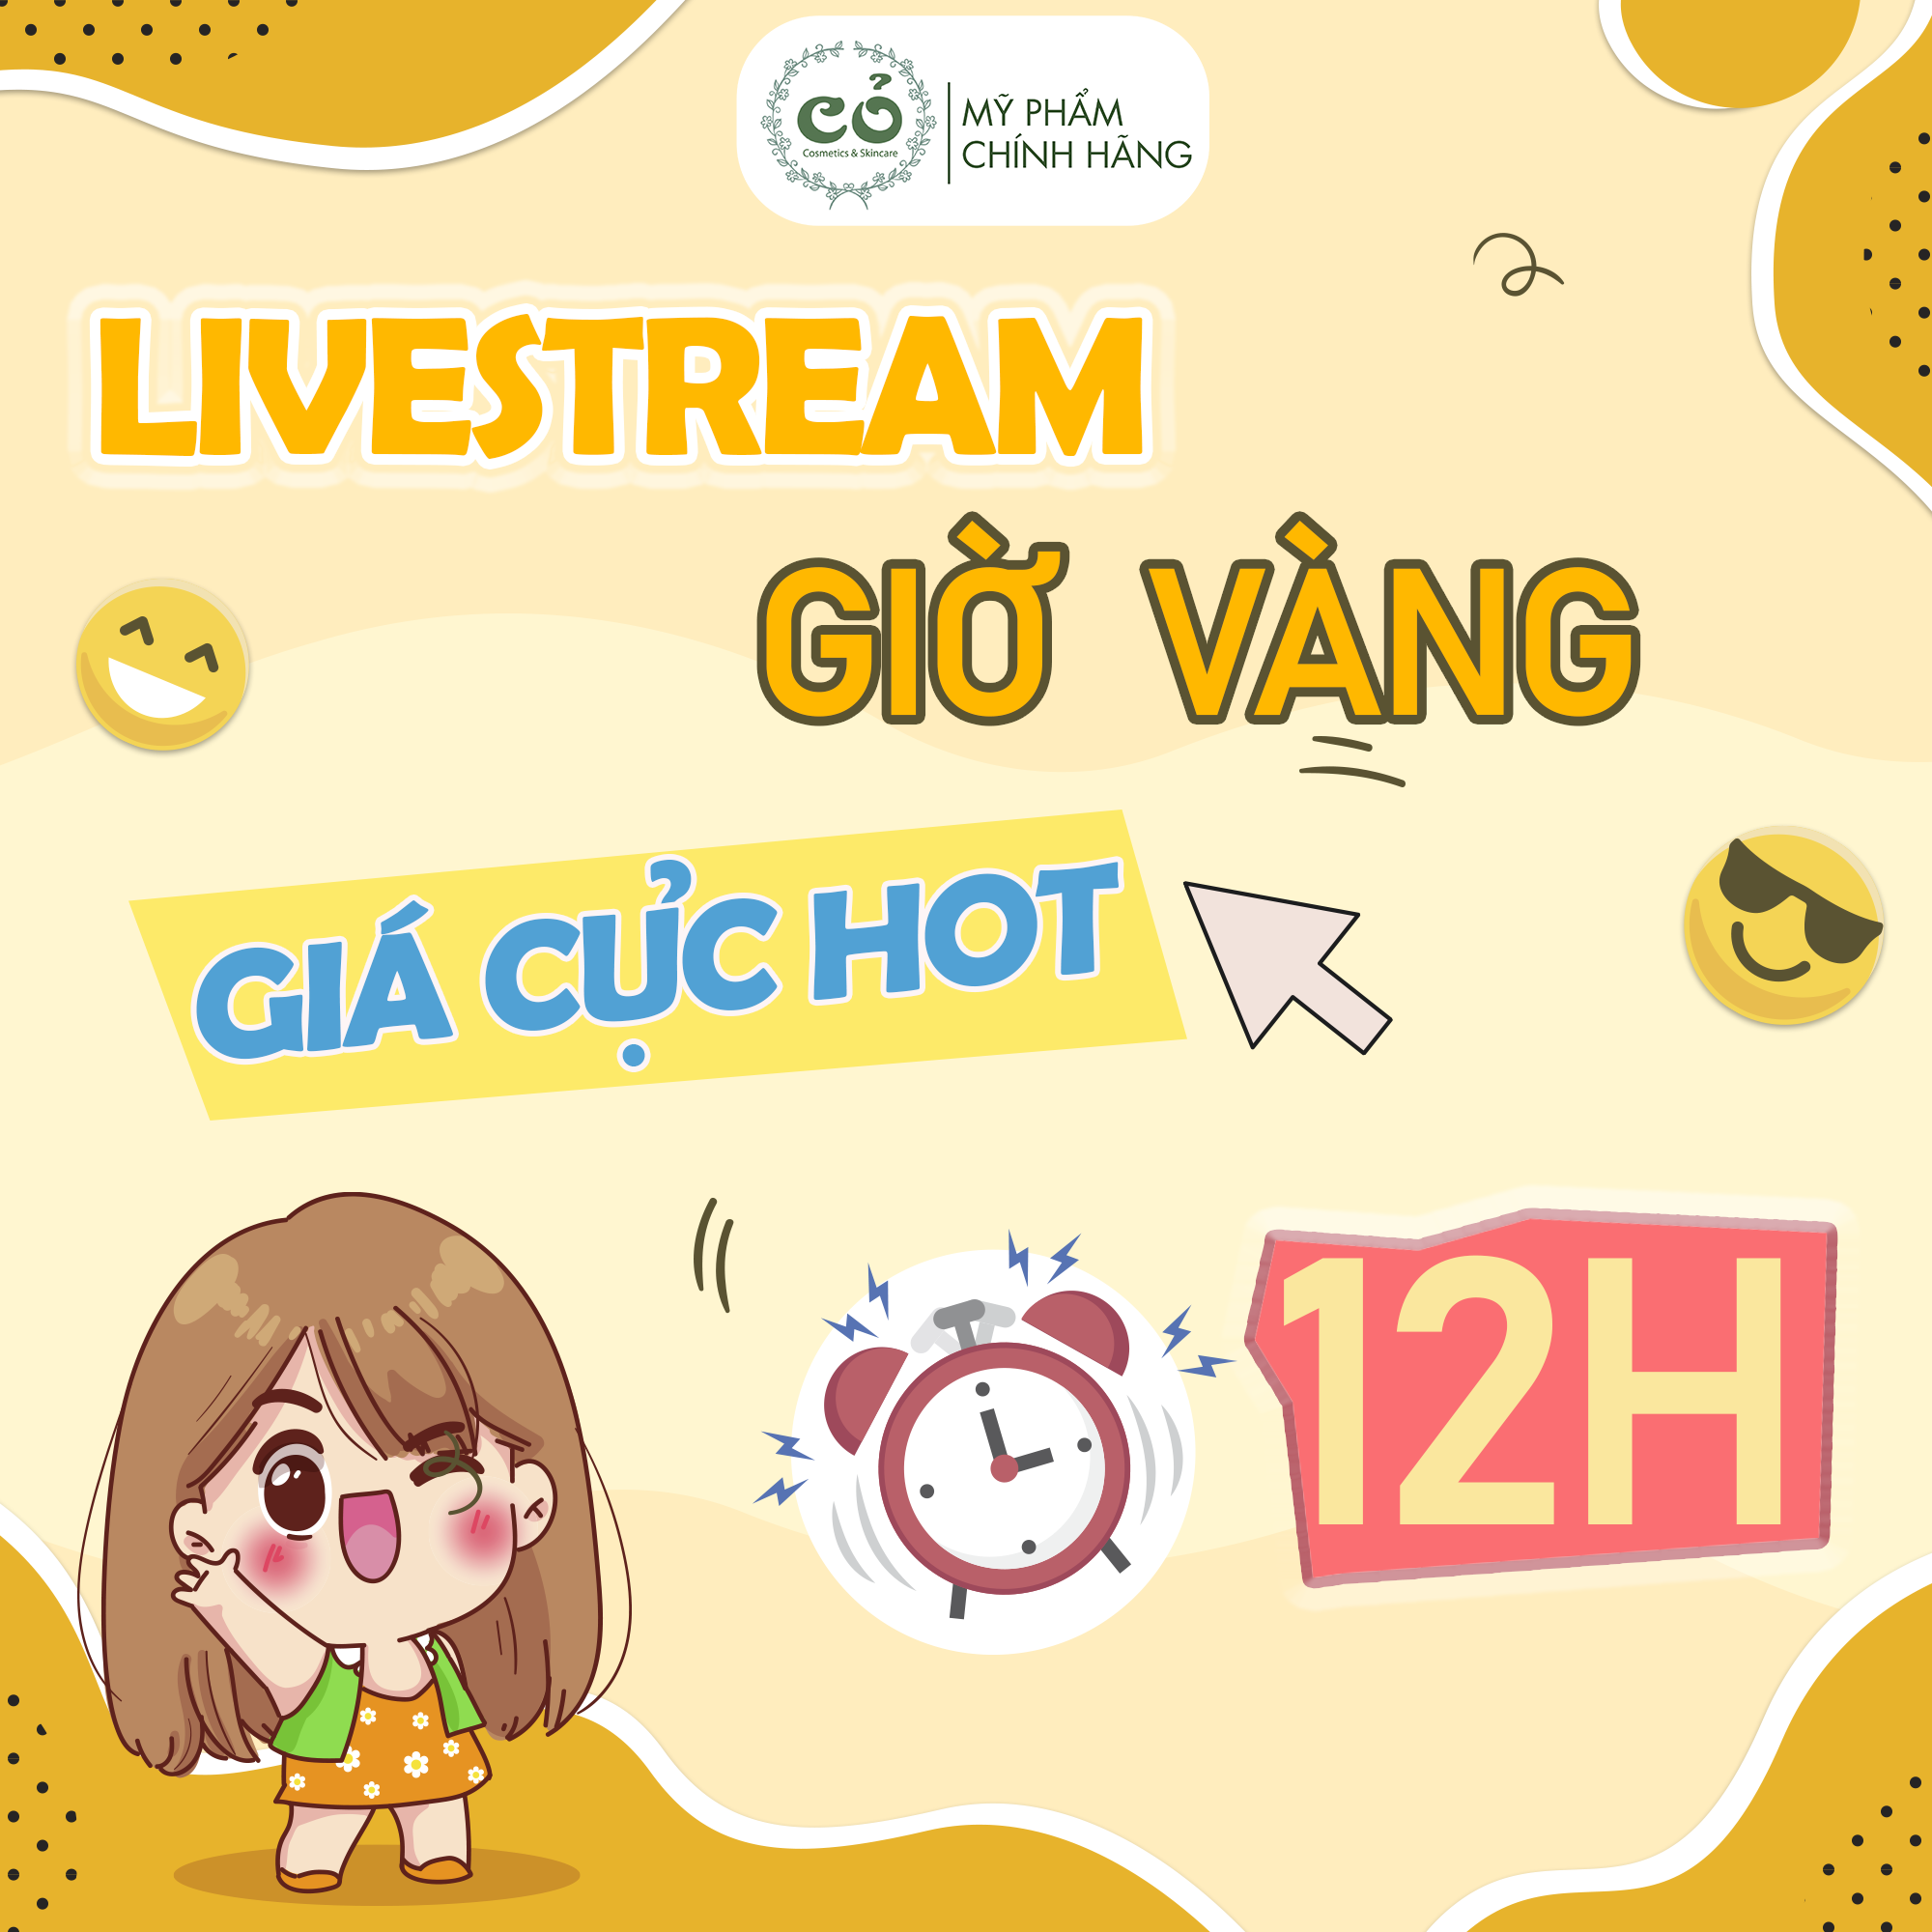 cỏ
Cosmetics & Skincare
MỸ PHẨM
CHÍNH HÃNG
LIVESTREAM
GIỜ VÀNG
GIÁ CỰC HOT
12H